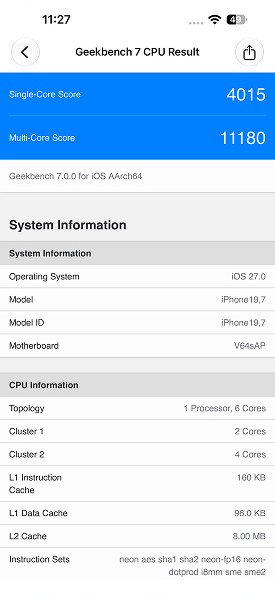 11:27
49
Geekbench 7 CPU Result
Single-Core Score 4015
Multi-Core Score 11180
Geekbench 7.0.0 for iOS AArch64
System Information
System Information
Operating System iOS 27.0
Model iPhone19,7
Model ID iPhone19,7
Motherboard V64sAP
CPU Information
Topology 1 Processor, 6 Cores
Cluster 1 2 Cores
Cluster 2 4 Cores
L1 Instruction 160 KB
Cache
L1 Data Cache 96.0 KB
L2 Cache 8.00 MB
Instruction Sets neon aes sha1 sha2 neon-fp16 neon-
dotprod i8mm sme sme2